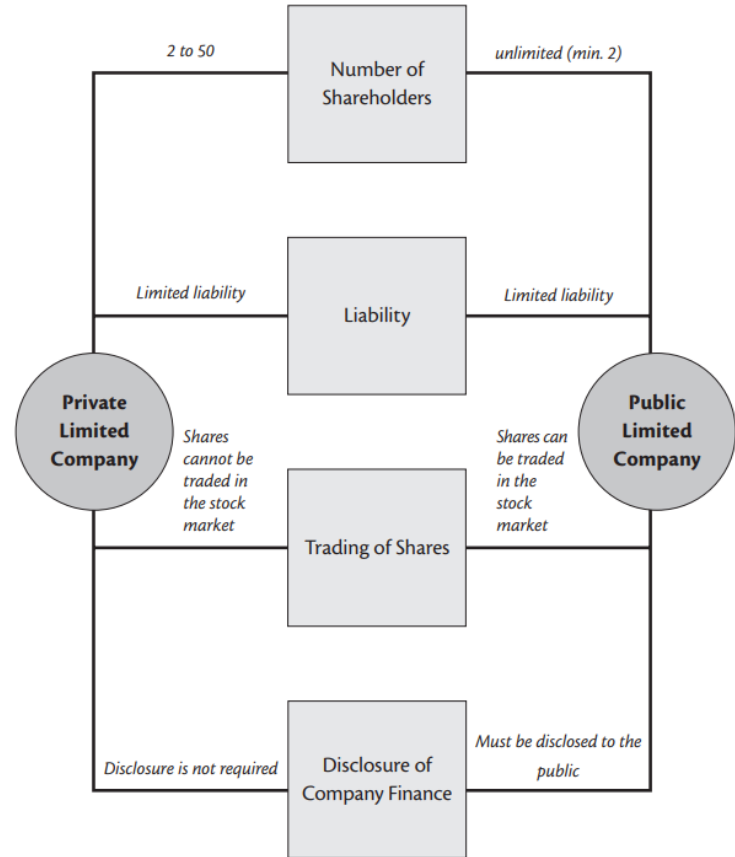 2 to 50
Number of
Shareholders
unlimited (min. 2)
Limited liability
Liability
Limited liability
Private
Limited
Company
Public
Limited
Company
Shares
cannot be
traded in
the stock
market
Trading of Shares
Shares can
be traded
in the
stock
market
Disclosure is not required
Disclosure of
Company Finance
Must be disclosed to the
public